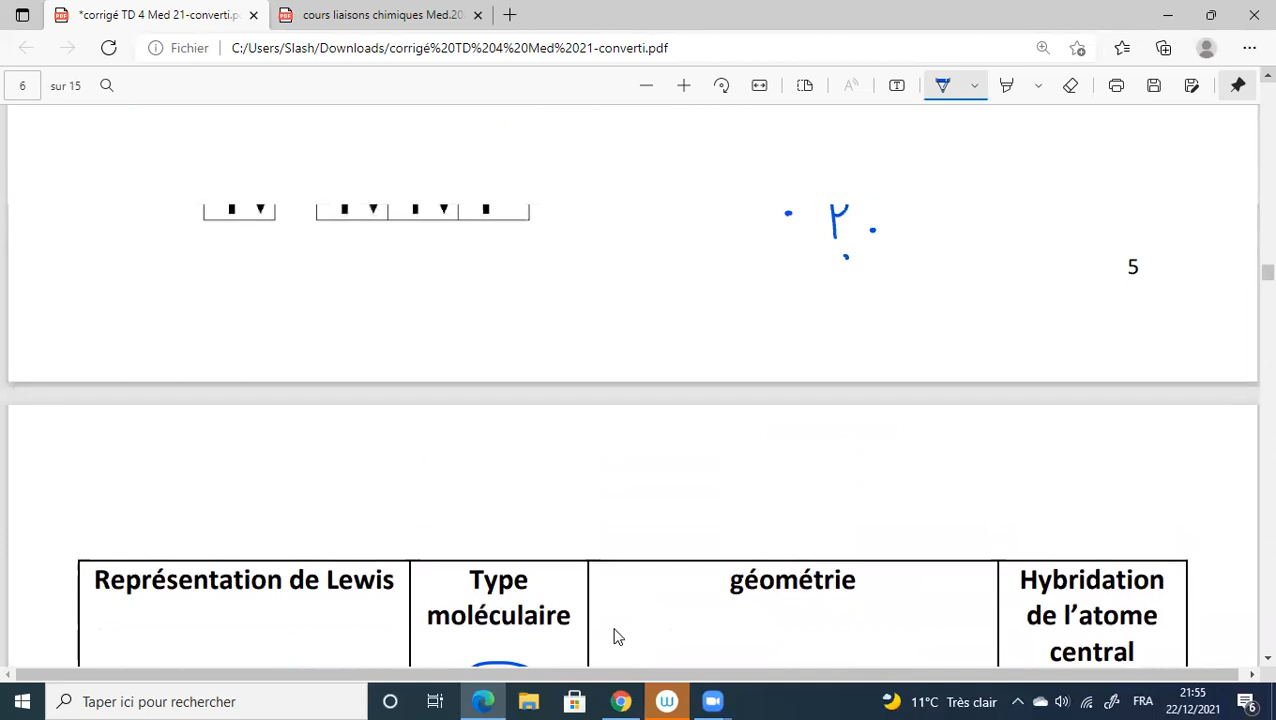 *corrigé TD 4 Med 21-converti.p
cours liaisons chimiques Med.20
Fichier
C:/Users/Slash/Downloads/corrigé%20TD%204%20Med%2021-converti.pdf
6 sur 15
P
5
Représentation de Lewis
Type
moléculaire
géométrie
Hybridation
de l’atome
central
Taper ici pour rechercher
11°C Très clair
FRA
21:55
22/12/2021
6